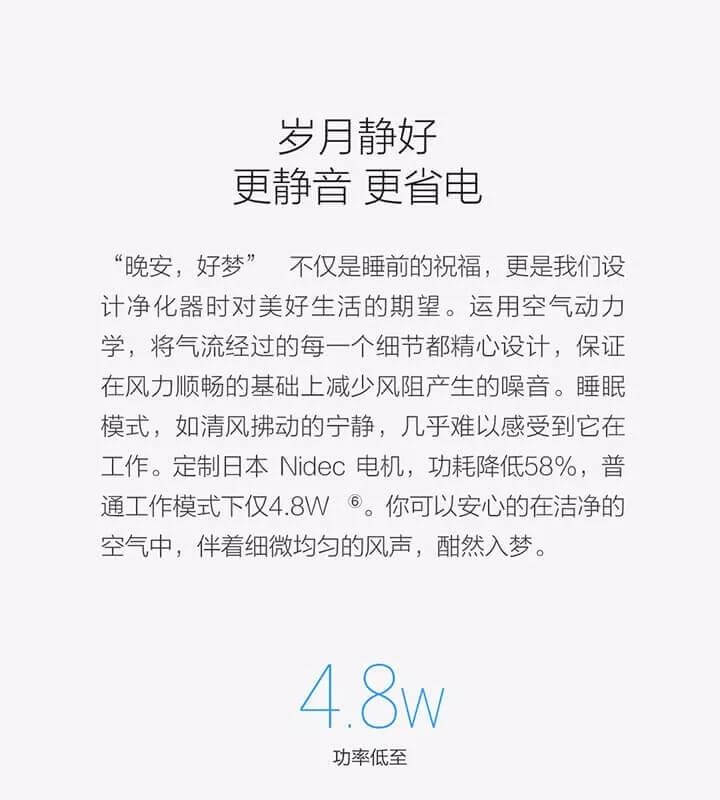 岁月静好
更静音 更省电
“晚安，好梦” 不仅是睡前的祝福，更是我们设
计净化器时对美好生活的期望。运用空气动力
学，将气流经过的每一个细节都精心设计，保证
在风力顺畅的基础上减少风阻产生的噪音。睡眠
模式，如清风拂动的宁静，几乎难以感受到它在
工作。定制日本 Nidec 电机，功耗降低58%，普
通工作模式下仅4.8W ⑥。你可以安心的在洁净的
空气中，伴着细微均匀的风声，酣然入梦。
4.8W
功率低至